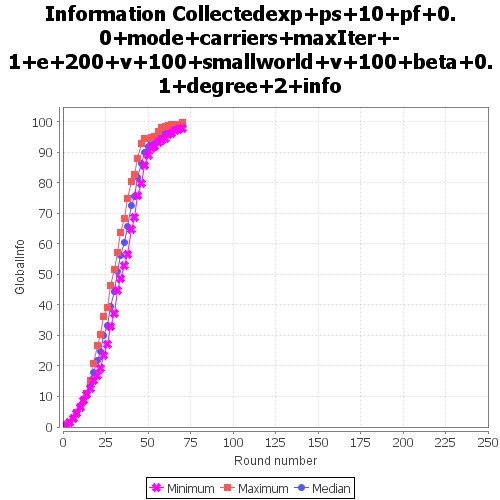 Information Collectedexp+ps+10+pf+0.
0+mode+carriers+maxIter+-
1+e+200+v+100+smallworld+v+100+beta+0.
1+degree+2+info
100
90
80
70
60
50
40
30
20
10
0
GlobalInfo
0 25 50 75 100 125 150 175 200 225 250
Round number
Minimum Maximum Median